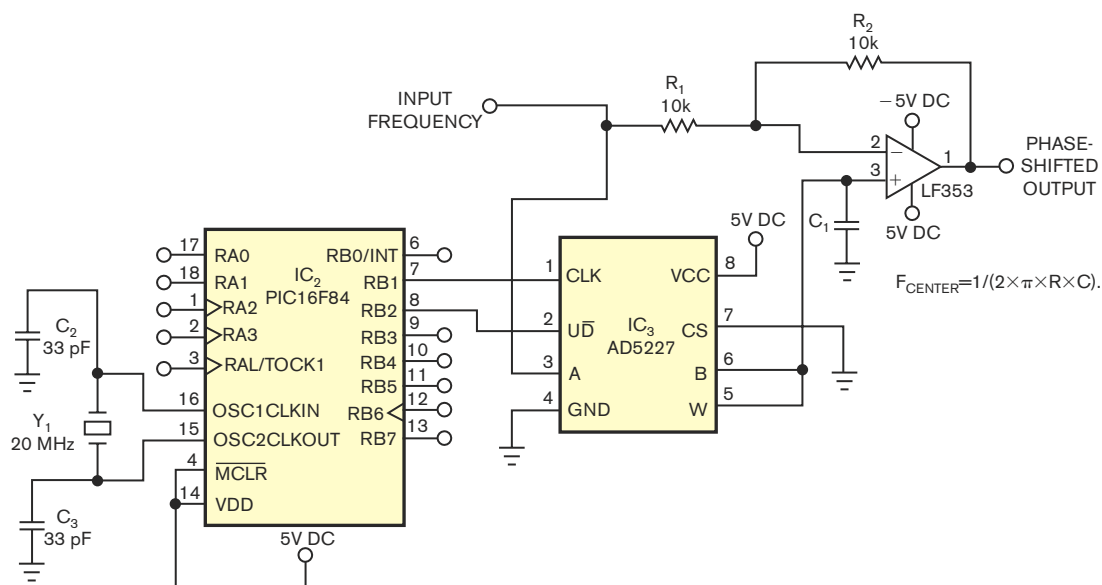 R2
10k
R1
10k
INPUT
FREQUENCY
−5V DC
2
−
1
3
+
LF353
PHASE-
SHIFTED
OUTPUT
5V DC
C1
5V DC
FCENTER=1/(2×π×R×C).
17 RA0
18 RA1
1 RA2
2 RA3
3 RAL/TOCK1
16 OSC1CLKIN
15 OSC2CLKOUT
4 MCLR
14 VDD
IC2
PIC16F84
RB0/INT 6
RB1 7
RB2 8
RB3 9
RB4 10
RB5 11
RB6 12
RB7 13
1 CLK
2 UD
3 A
4 GND
IC3
AD5227
VCC 8
CS 7
B 6
W 5
C2
33 pF
Y1
20 MHz
C3
33 pF
5V DC